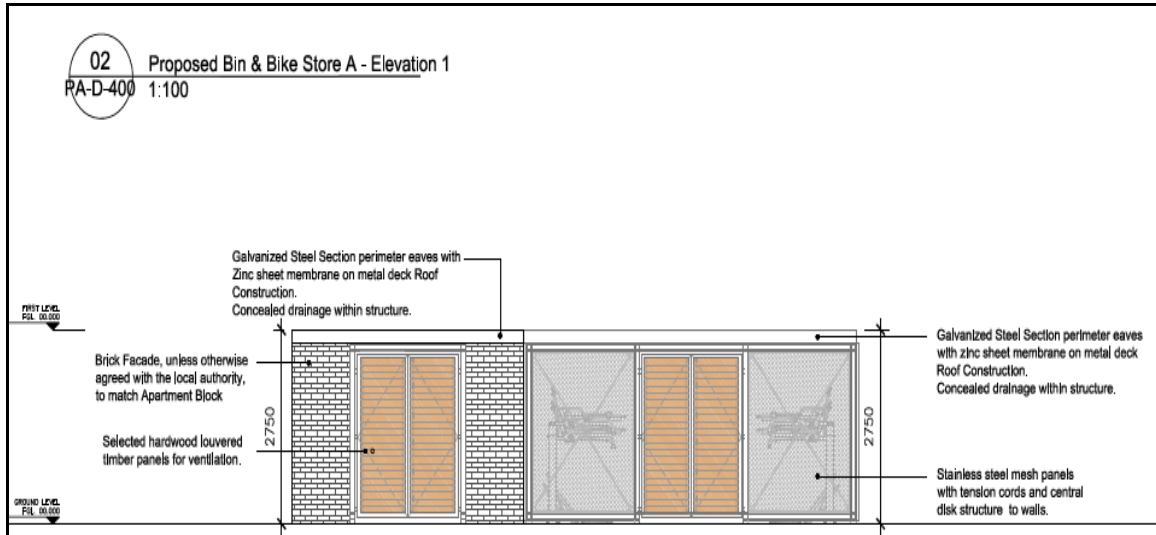 02
PA-D-400
Proposed Bin & Bike Store A - Elevation 1
1:100
Galvanized Steel Section perimeter eaves with
Zinc sheet membrane on metal deck Roof
Construction.
Concealed drainage within structure.
FIRST LEVEL
FGL 00.000
Brick Facade, unless otherwise
agreed with the local authority,
to match Apartment Block
2750
Selected hardwood louvered
timber panels for ventilation.
GROUND LEVEL
FGL 00.000
Galvanized Steel Section perimeter eaves
with zinc sheet membrane on metal deck
Roof Construction.
Concealed drainage within structure.
2750
Stainless steel mesh panels
with tension cords and central
disk structure to walls.